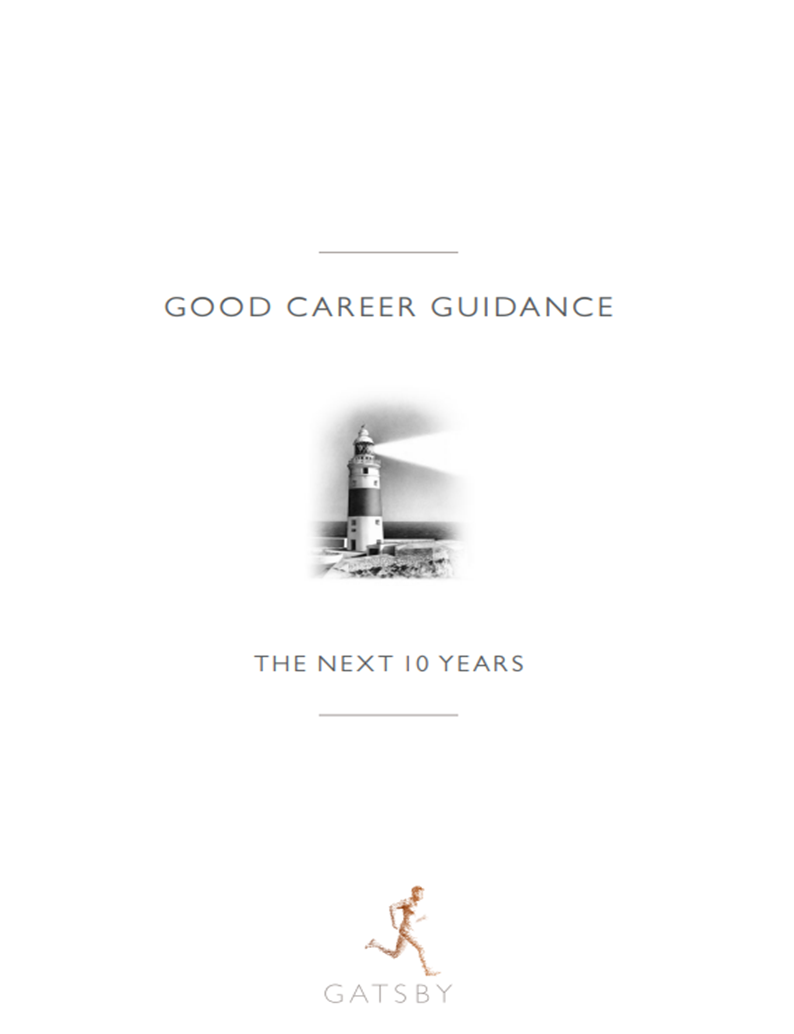 GOOD CAREER GUIDANCE
THE NEXT 10 YEARS
GATSBY